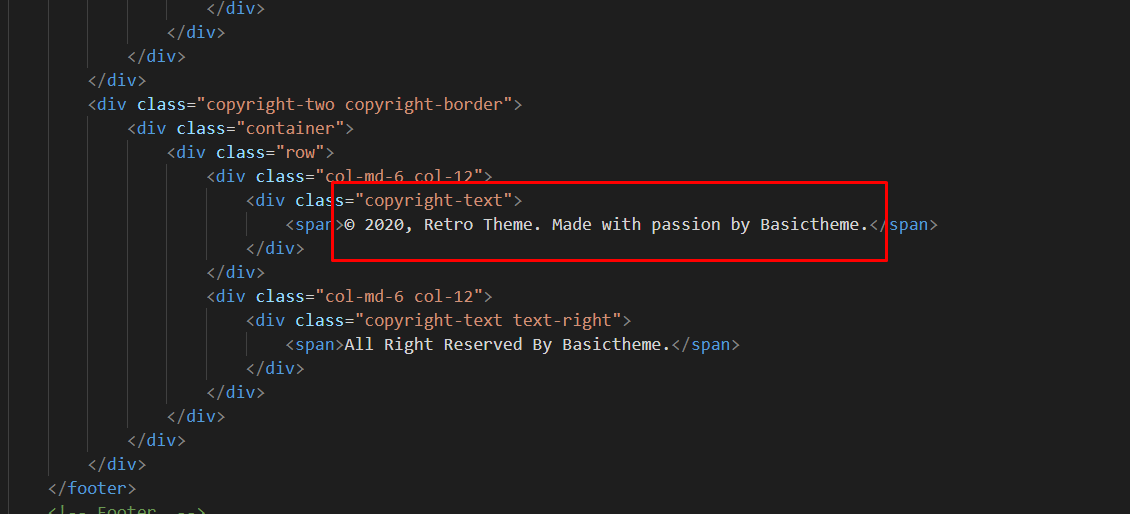 </div>
</div>
</div>
</div>
<div class="copyright-two copyright-border">
<div class="container">
<div class="row">
<div class="col-md-6 col-12">
<div class="copyright-text">
<span>© 2020, Retro Theme. Made with passion by Basictheme.</span>
</div>
</div>
<div class="col-md-6 col-12">
<div class="copyright-text text-right">
<span>All Right Reserved By Basictheme.</span>
</div>
</div>
</div>
</div>
</div>
</footer>
<!-- Footer -->